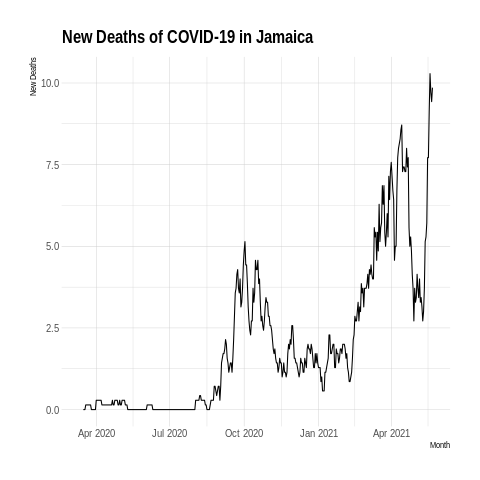 New Deaths of COVID-19 in Jamaica
New Deaths
10.0
7.5
5.0
2.5
0.0
Apr 2020 Jul 2020 Oct 2020 Jan 2021 Apr 2021
Month